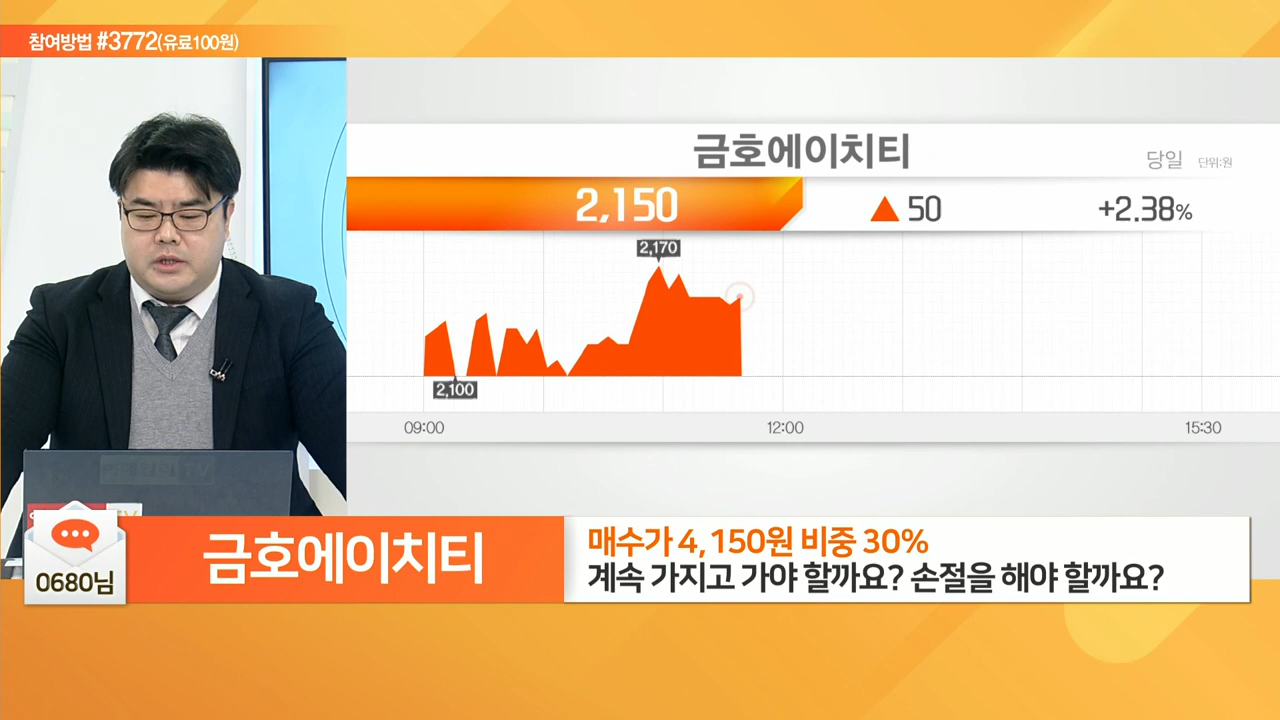 참여방법 #3772(유료100원)
금호에이치티
당일 단위:원
2,150 ▲ 50 +2.38%
2,170
2,100
09:00 12:00 15:30
TV
0680님
금호에이치티
매수가 4,150원 비중 30%
계속 가지고 가야 할까요? 손절을 해야 할까요?